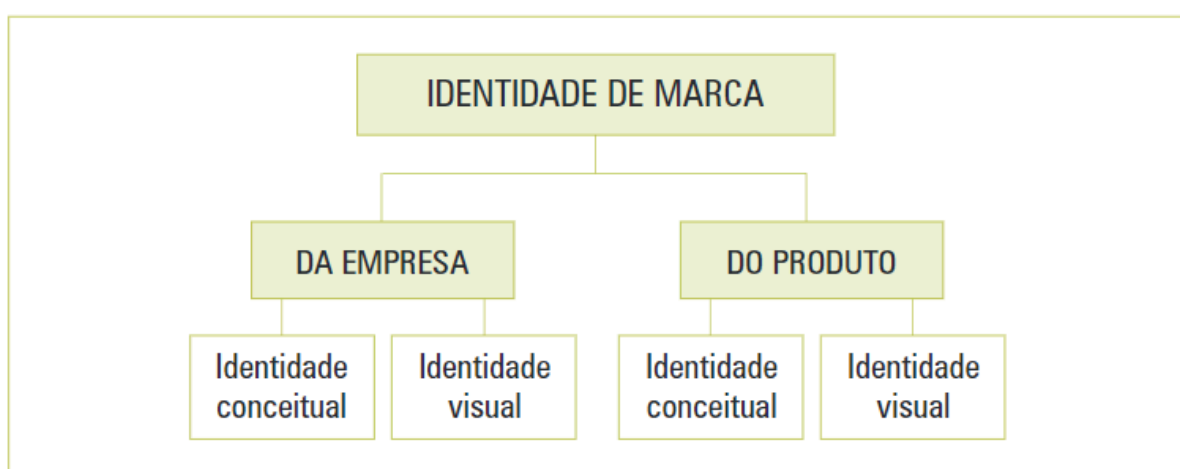 IDENTIDADE DE MARCA
DA EMPRESA
DO PRODUTO
Identidade
conceitual
Identidade
visual
Identidade
conceitual
Identidade
visual